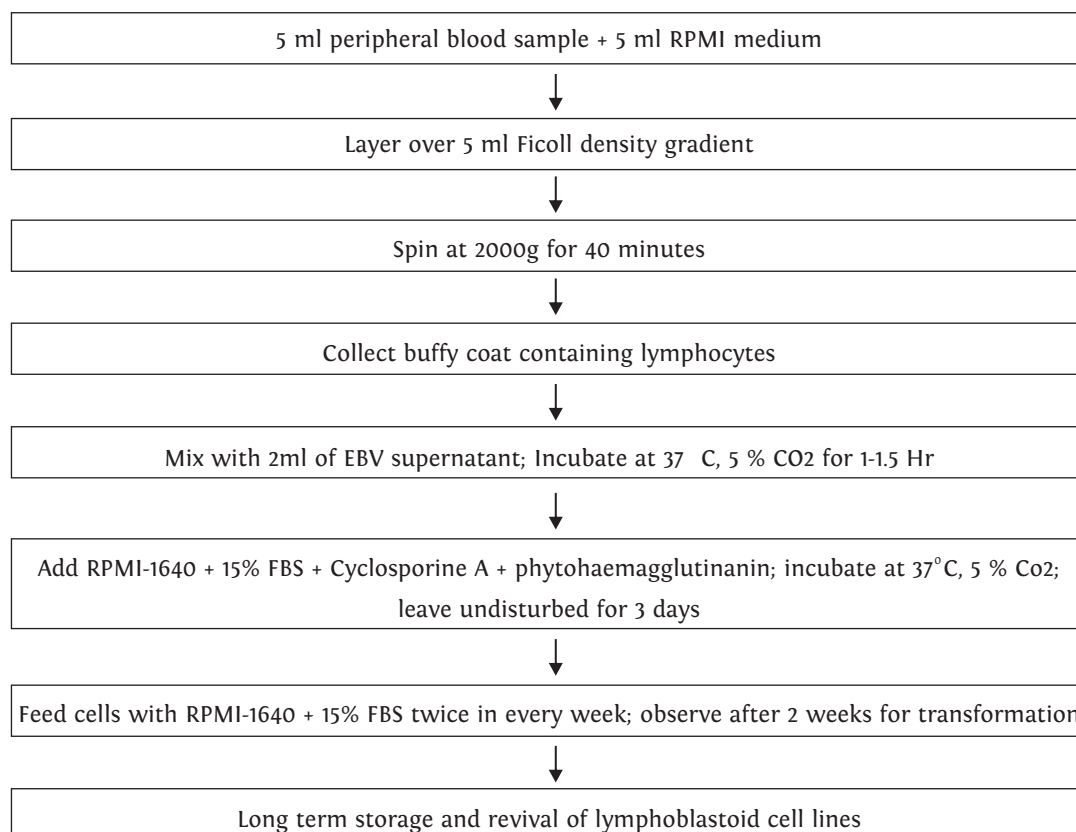 5 ml peripheral blood sample + 5 ml RPMI medium
Layer over 5 ml Ficoll density gradient
Spin at 2000g for 40 minutes
Collect buffy coat containing lymphocytes
Mix with 2ml of EBV supernatant; Incubate at 37 C, 5 % CO2 for 1-1.5 Hr
Add RPMI-1640 + 15% FBS + Cyclosporine A + phytohaemagglutinanin; incubate at 37°C, 5 % Co2;
leave undisturbed for 3 days
Feed cells with RPMI-1640 + 15% FBS twice in every week; observe after 2 weeks for transformation
Long term storage and revival of lymphoblastoid cell lines